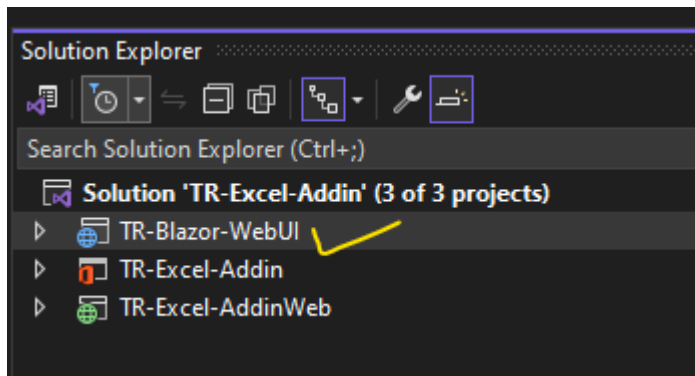 Solution Explorer
Search Solution Explorer (Ctrl+;)
Solution 'TR-Excel-Addin' (3 of 3 projects)
TR-Blazor-WebUI
TR-Excel-Addin
TR-Excel-AddinWeb